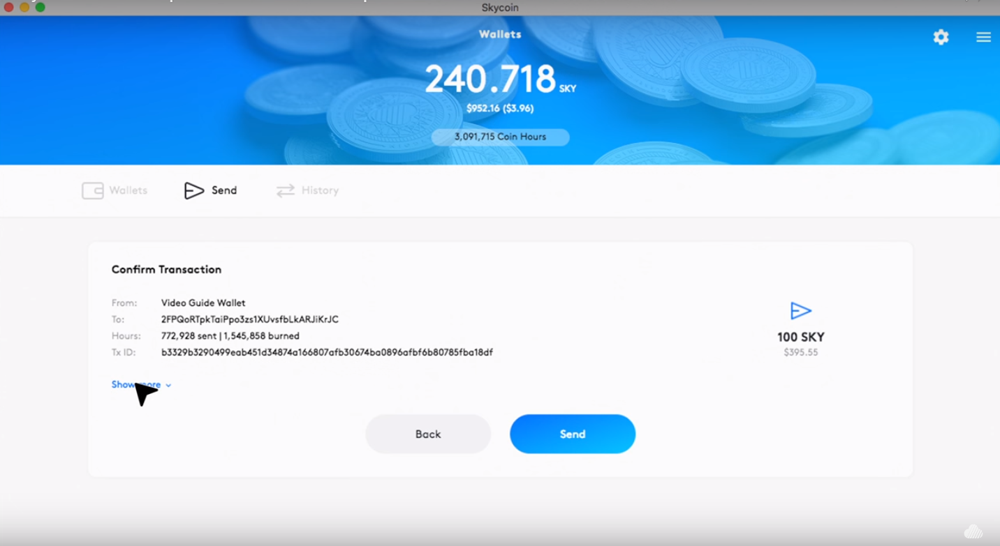 Skycoin
Wallets
240.718 SKY
$952.16 ($3.96)
3,091,715 Coin Hours
Wallets
Send
History
Confirm Transaction
From: Video Guide Wallet
To: 2FPQoRTpkTaiPpo3zs1XUvsfbLkARJiKrJC
Hours: 772,928 sent | 1,545,858 burned
Tx ID: b3329b3290499eab451d34874a166807afb30674ba0896afbf6b80785fba18df
100 SKY
$395.55
Show more
Back
Send